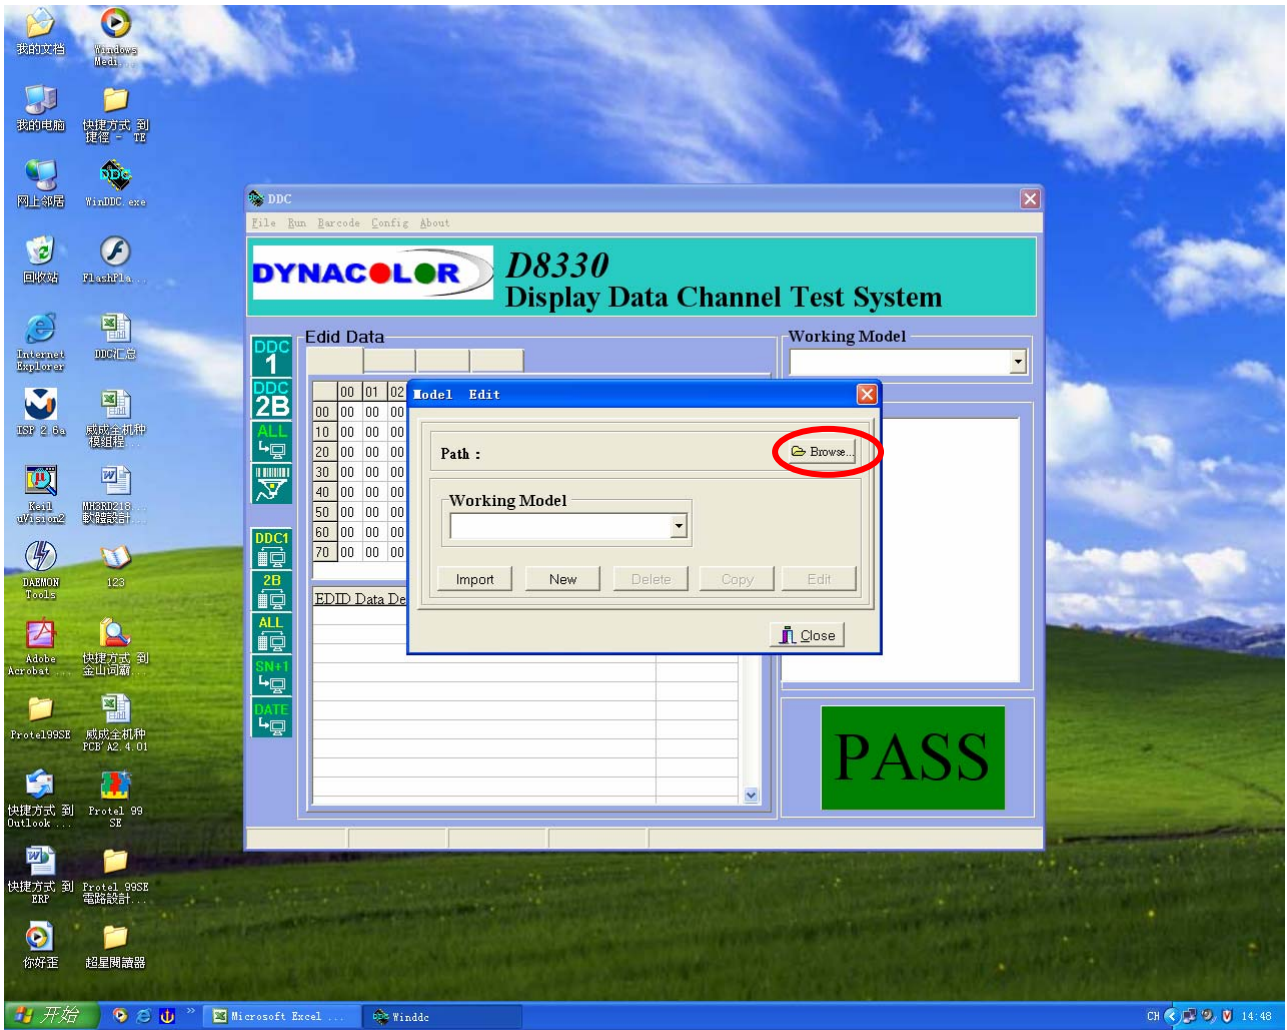 我的文档
Windows
Medi...
我的电脑
快捷方式 到
捷徑 - TE
网上邻居
WinDDC.exe
回收站
FlashPla...
Internet
Explorer
DDC汇总
ISP 2.6a
威成全机种
模组程...
Keil
uVision2
MH3RD218...
軟體設計...
DAEMON
Tools
123
Adobe
Acrobat ...
快捷方式 到
金山词霸...
Protel99SE
威成全机种
PCB'A2.4.01
快捷方式 到
Outlook ...
Protel 99
SE
快捷方式 到
ERP
Protel 99SE
電路設計...
你好歪
超星閱讀器
DDC
File Run Barcode Config About
DYNACOLOR
D8330
Display Data Channel Test System
DDC
1
DDC
2B
ALL
DDC1
2B
ALL
SN+1
DATE
Edid Data
00 01 02
00 00 00 00
10 00 00 00
20 00 00 00
30 00 00 00
40 00 00 00
50 00 00 00
60 00 00 00
70 00 00 00
EDID Data De
Working Model
Model Edit
Path :
Browse...
Working Model
Import New Delete Copy Edit
Close
PASS
开始
Microsoft Excel ...
Winddc
CH
14:48